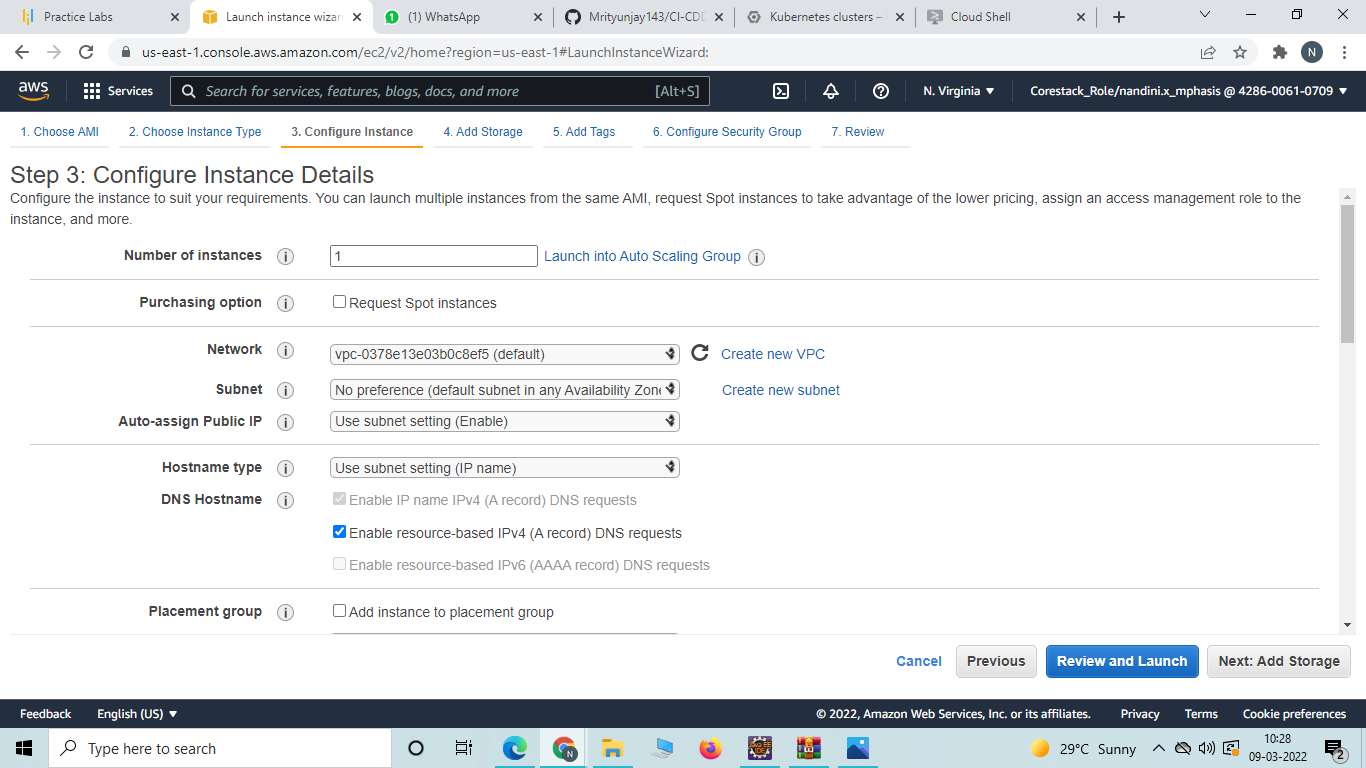 Practice Labs
Launch instance wizar
(1) WhatsApp
Mrityunjay143/CI-CD
Kubernetes clusters –
Cloud Shell
us-east-1.console.aws.amazon.com/ec2/v2/home?region=us-east-1#LaunchInstanceWizard:
N
aws
Services
Search for services, features, blogs, docs, and more
[Alt+S]
N. Virginia
Corestack_Role/nandini.x_mphasis @ 4286-0061-0709
1. Choose AMI
2. Choose Instance Type
3. Configure Instance
4. Add Storage
5. Add Tags
6. Configure Security Group
7. Review
Step 3: Configure Instance Details
Configure the instance to suit your requirements. You can launch multiple instances from the same AMI, request Spot instances to take advantage of the lower pricing, assign an access management role to the
instance, and more.
Number of instances
1
Launch into Auto Scaling Group
Purchasing option
Request Spot instances
Network
vpc-0378e13e03b0c8ef5 (default)
Create new VPC
Subnet
No preference (default subnet in any Availability Zone
Create new subnet
Auto-assign Public IP
Use subnet setting (Enable)
Hostname type
Use subnet setting (IP name)
DNS Hostname
Enable IP name IPv4 (A record) DNS requests
Enable resource-based IPv4 (A record) DNS requests
Enable resource-based IPv6 (AAAA record) DNS requests
Placement group
Add instance to placement group
Cancel
Previous
Review and Launch
Next: Add Storage
Feedback
English (US)
© 2022, Amazon Web Services, Inc. or its affiliates.
Privacy
Terms
Cookie preferences
Type here to search
29°C Sunny
10:28
09-03-2022
2